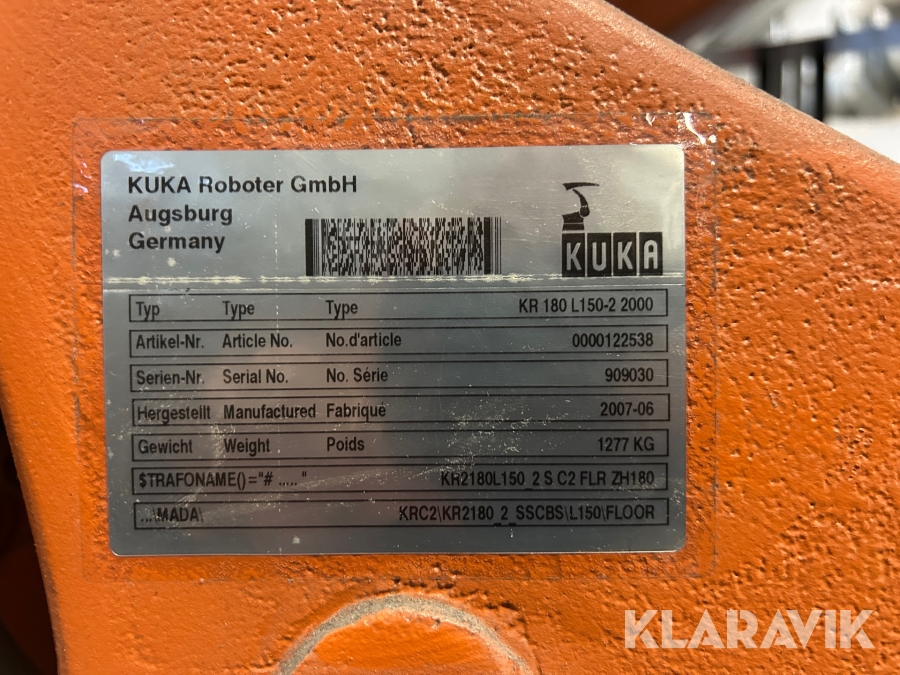 KUKA Roboter GmbH
Augsburg
Germany
KUKA
Typ Type Type KR 180 L150-2 2000
Artikel-Nr. Article No. No.d'article 0000122538
Serien-Nr. Serial No. No. Série 909030
Hergestellt Manufactured Fabrique 2007-06
Gewicht Weight Poids 1277 KG
$TRAFONAME()="# ....." KR2180L150_2 S C2 FLR ZH180
...\MADA\ KRC2\KR2180_2_SSCBS\L150\FLOOR
KLARAVIK